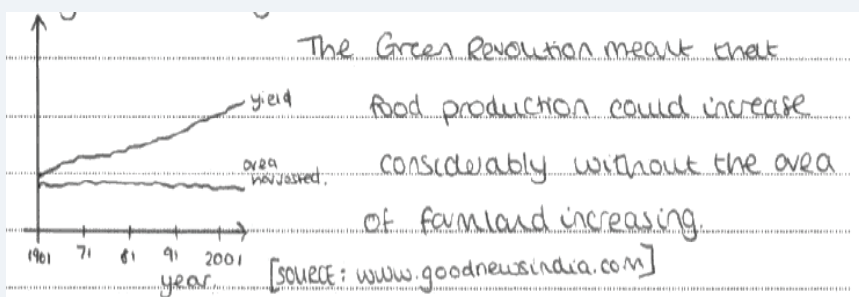 The Green Revolution meant that
yield
food production could increase
area
harvested.
considerably without the area
of farmland increasing.
1961 71 81 91 2001
year.
[source: www.goodnewsindia.com]